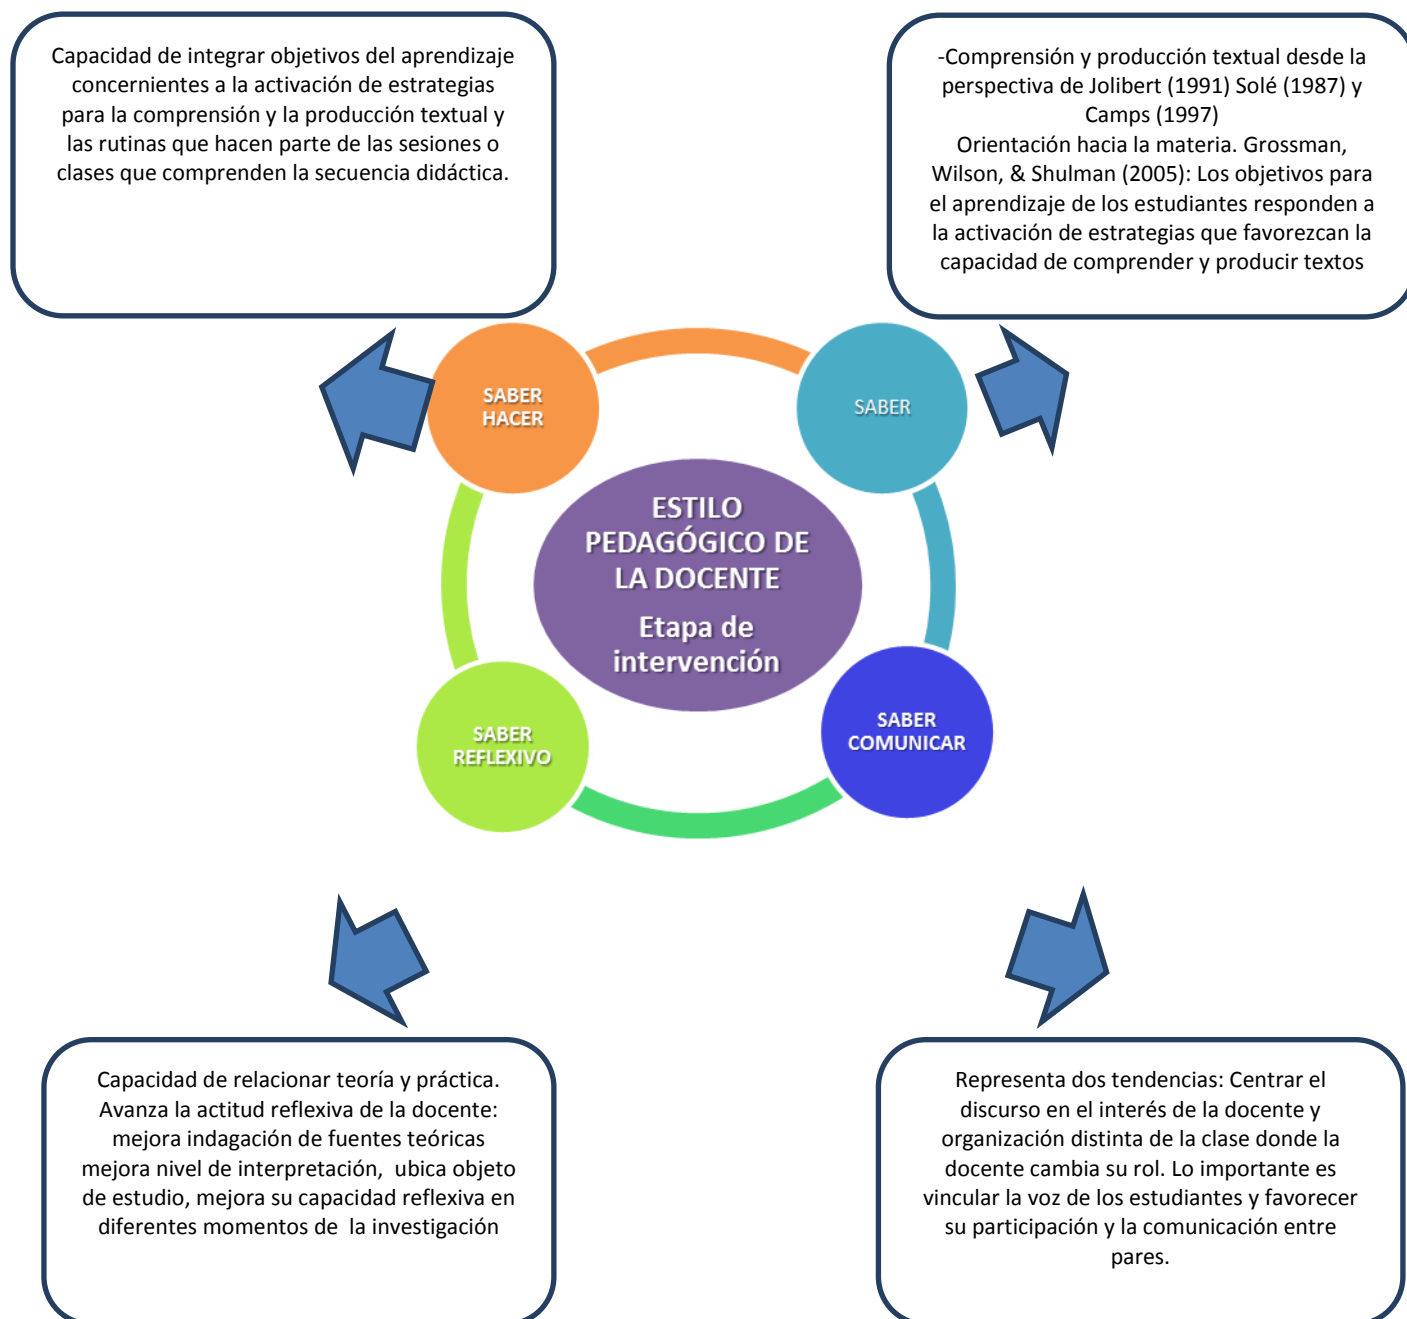 Capacidad de integrar objetivos del aprendizaje
concernientes a la activación de estrategias
para la comprensión y la producción textual y
las rutinas que hacen parte de las sesiones o
clases que comprenden la secuencia didáctica.
-Comprensión y producción textual desde la
perspectiva de Jolibert (1991) Solé (1987) y
Camps (1997)
Orientación hacia la materia. Grossman,
Wilson, & Shulman (2005): Los objetivos para
el aprendizaje de los estudiantes responden a
la activación de estrategias que favorezcan la
capacidad de comprender y producir textos
SABER
HACER
SABER
ESTILO
PEDAGÓGICO DE
LA DOCENTE
Etapa de
intervención
SABER
REFLEXIVO
SABER
COMUNICAR
Capacidad de relacionar teoría y práctica.
Avanza la actitud reflexiva de la docente:
mejora indagación de fuentes teóricas
mejora nivel de interpretación, ubica objeto
de estudio, mejora su capacidad reflexiva en
diferentes momentos de la investigación
Representa dos tendencias: Centrar el
discurso en el interés de la docente y
organización distinta de la clase donde la
docente cambia su rol. Lo importante es
vincular la voz de los estudiantes y favorecer
su participación y la comunicación entre
pares.